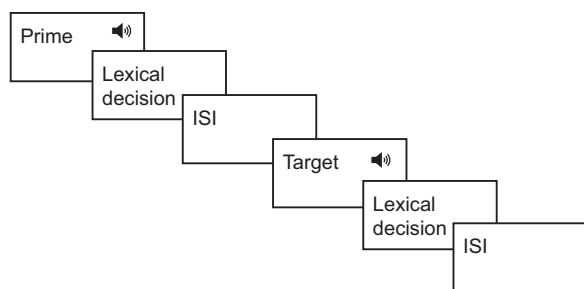 Prime
Lexical
decision
ISI
Target
Lexical
decision
ISI